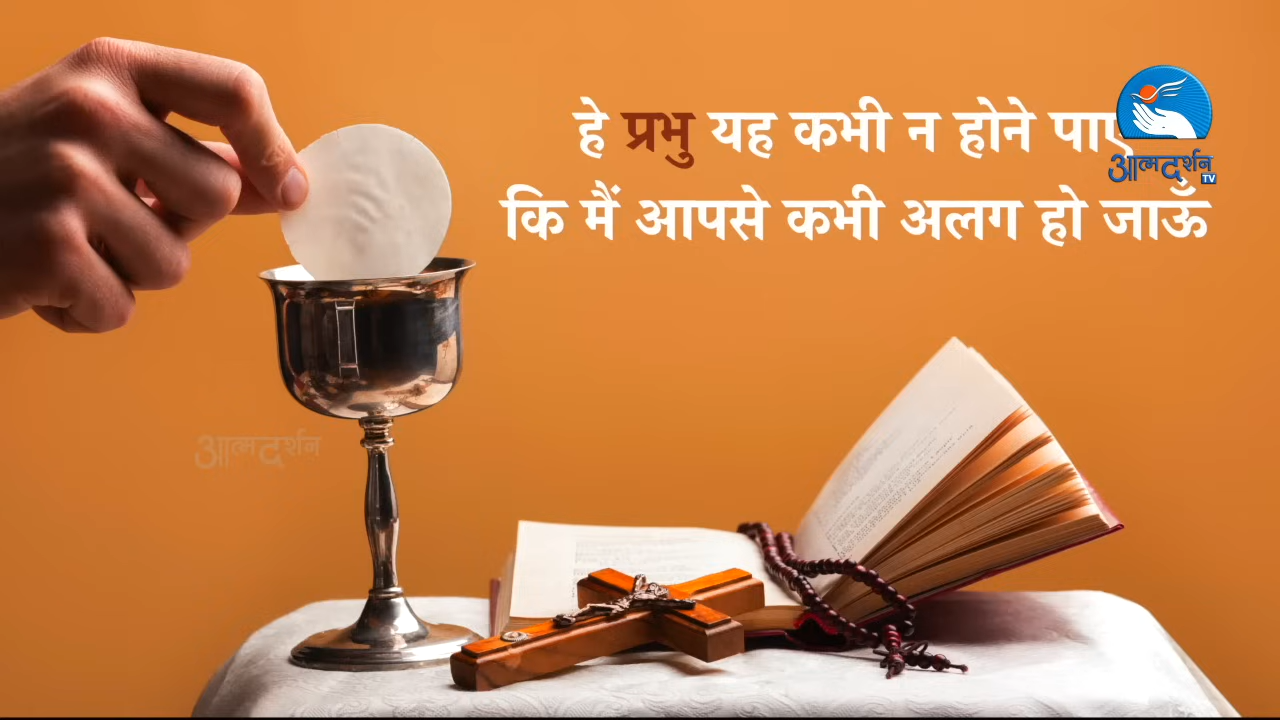 हे प्रभु यह कभी न होने पाए
कि मैं आपसे कभी अलग हो जाऊँ
आत्मदर्शन
TV
आत्मदर्शन